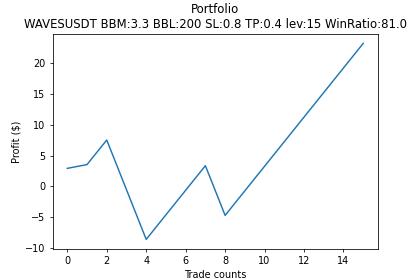 Portfolio
WAVESUSDT BBM:3.3 BBL:200 SL:0.8 TP:0.4 lev:15 WinRatio:81.0
Profit ($)
20
15
10
5
0
−5
−10
0 2 4 6 8 10 12 14
Trade counts